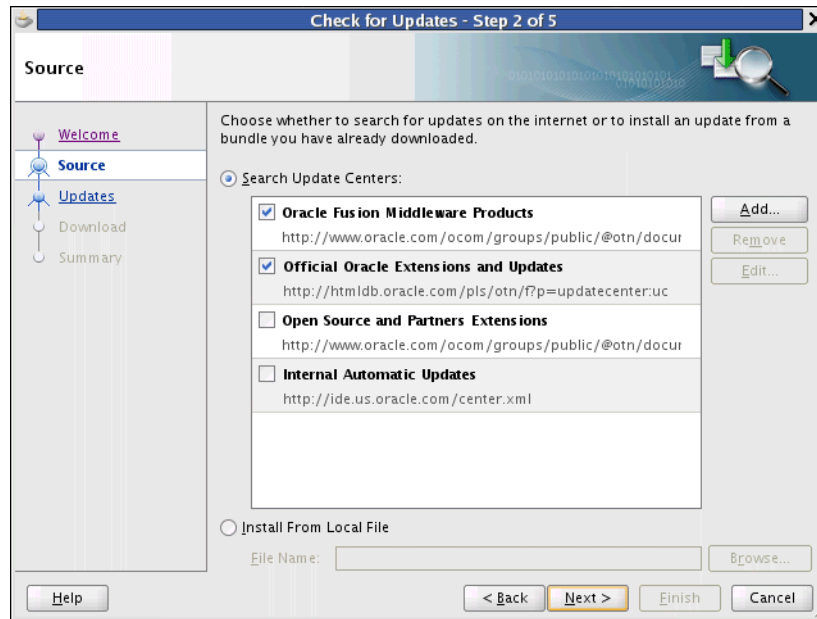 Check for Updates - Step 2 of 5
Source
Welcome
Source
Updates
Download
Summary
Choose whether to search for updates on the internet or to install an update from a
bundle you have already downloaded.
Search Update Centers:
Oracle Fusion Middleware Products
http://www.oracle.com/ocom/groups/public/@otn/docur
Official Oracle Extensions and Updates
http://htmldb.oracle.com/pls/otn/f?p=updatecenter:uc
Open Source and Partners Extensions
http://www.oracle.com/ocom/groups/public/@otn/docur
Internal Automatic Updates
http://ide.us.oracle.com/center.xml
Add...
Remove
Edit...
Install From Local File
File Name:
Browse...
Help
< Back
Next >
Finish
Cancel